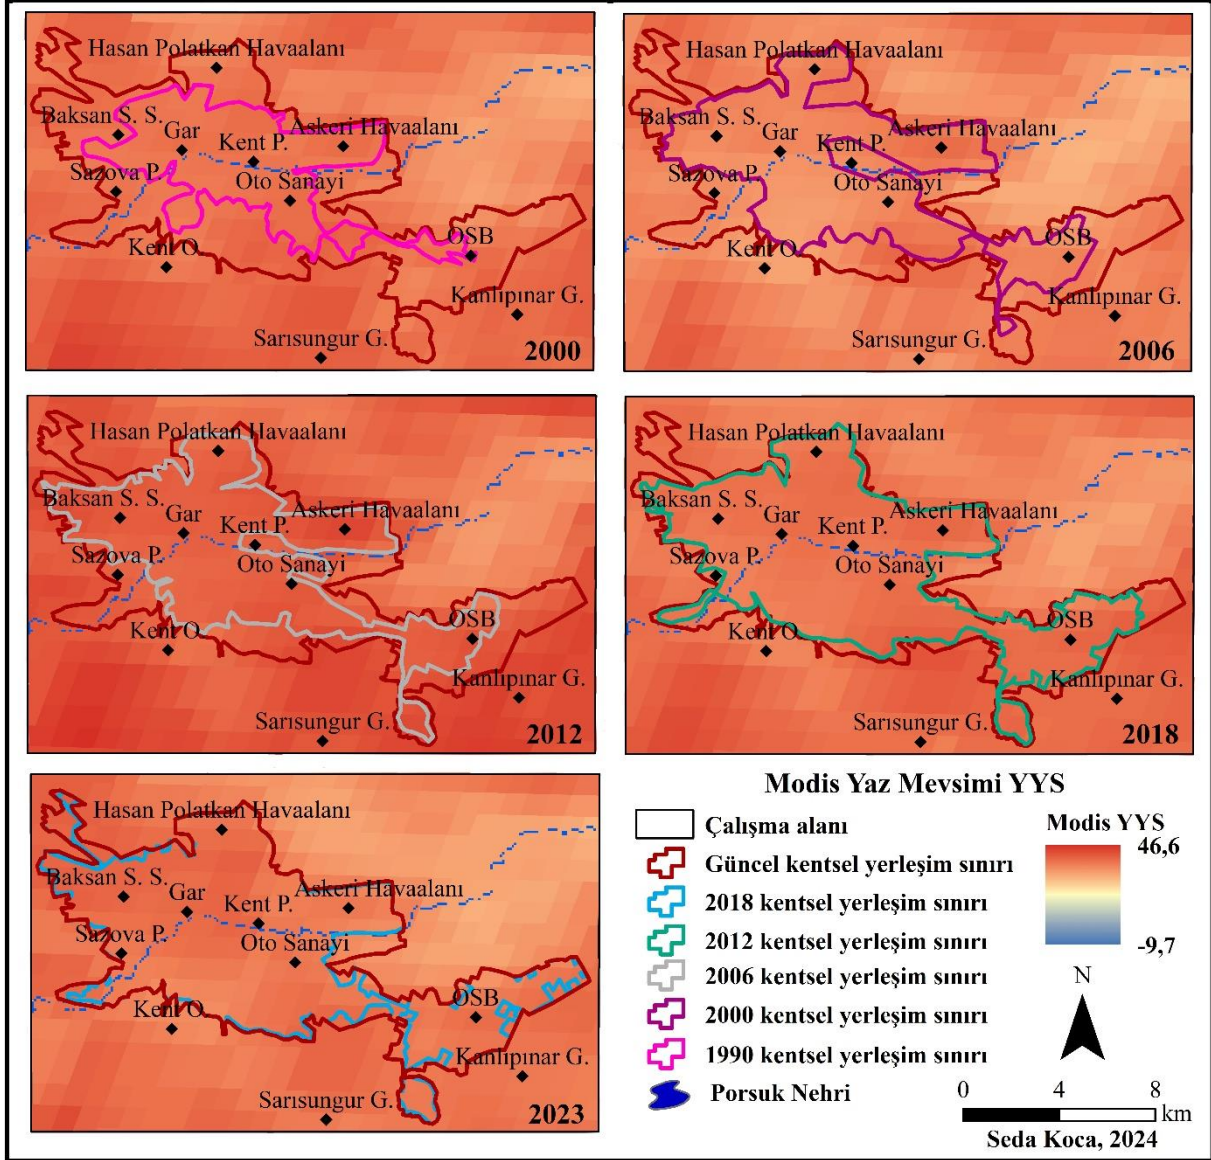 Hasan Polatkan Havaalanı
Baksan S. S.
Gar
Kent P.
Askeri Havaalanı
Sazova P.
Oto Sanayi
Kent O.
OSB
Kanlıpınar G.
Sarısungur G.
2000
Hasan Polatkan Havaalanı
Baksan S. S.
Gar
Kent P.
Askeri Havaalanı
Sazova P.
Oto Sanayi
Kent O.
OSB
Kanlıpınar G.
Sarısungur G.
2006
Hasan Polatkan Havaalanı
Baksan S. S.
Gar
Kent P.
Askeri Havaalanı
Sazova P.
Oto Sanayi
Kent O.
OSB
Kanlıpınar G.
Sarısungur G.
2012
Hasan Polatkan Havaalanı
Baksan S. S.
Gar
Kent P.
Askeri Havaalanı
Sazova P.
Oto Sanayi
Kent O.
OSB
Kanlıpınar G.
Sarısungur G.
2018
Hasan Polatkan Havaalanı
Baksan S. S.
Gar
Kent P.
Askeri Havaalanı
Sazova P.
Oto Sanayi
Kent O.
OSB
Kanlıpınar G.
Sarısungur G.
2023
Modis Yaz Mevsimi YYS
Çalışma alanı
Güncel kentsel yerleşim sınırı
2018 kentsel yerleşim sınırı
2012 kentsel yerleşim sınırı
2006 kentsel yerleşim sınırı
2000 kentsel yerleşim sınırı
1990 kentsel yerleşim sınırı
Porsuk Nehri
Modis YYS
46,6
-9,7
N
0 4 8
km
Seda Koca, 2024